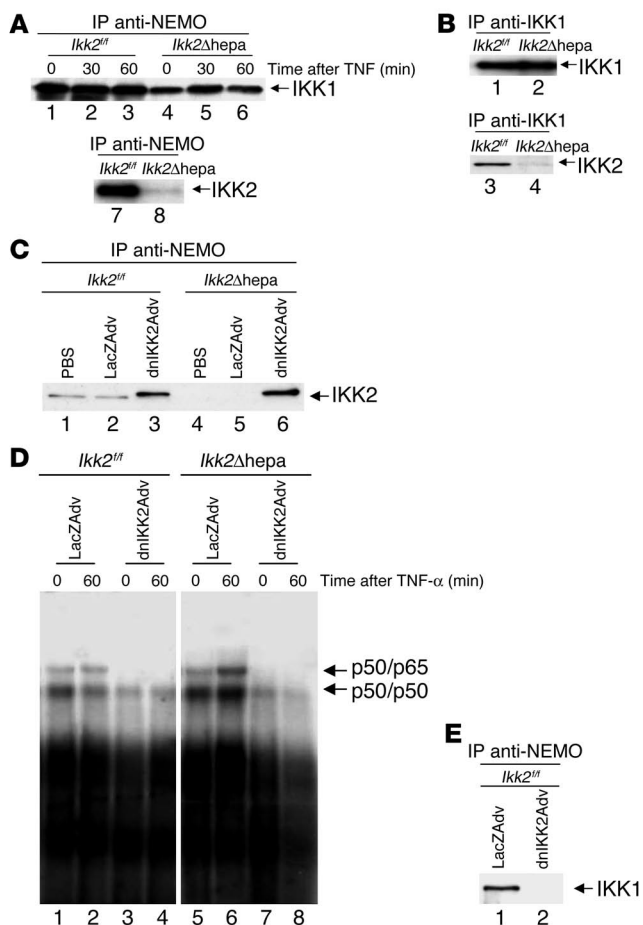 A
IP anti-NEMO
Ikk2f/f Ikk2Δhepa
0 30 60 0 30 60 Time after TNF (min)
IKK1
1 2 3 4 5 6
IP anti-NEMO
Ikk2f/f Ikk2Δhepa
IKK2
7 8
B
IP anti-IKK1
Ikk2f/f Ikk2Δhepa
IKK1
1 2
IP anti-IKK1
Ikk2f/f Ikk2Δhepa
IKK2
3 4
C
IP anti-NEMO
Ikk2f/f Ikk2Δhepa
PBS LacZAdv dnIKK2Adv PBS LacZAdv dnIKK2Adv
IKK2
1 2 3 4 5 6
D
Ikk2f/f Ikk2Δhepa
LacZAdv dnIKK2Adv LacZAdv dnIKK2Adv
0 60 0 60 0 60 0 60 Time after TNF-α (min)
p50/p65
p50/p50
1 2 3 4 5 6 7 8
E
IP anti-NEMO
Ikk2f/f
LacZAdv dnIKK2Adv
IKK1
1 2